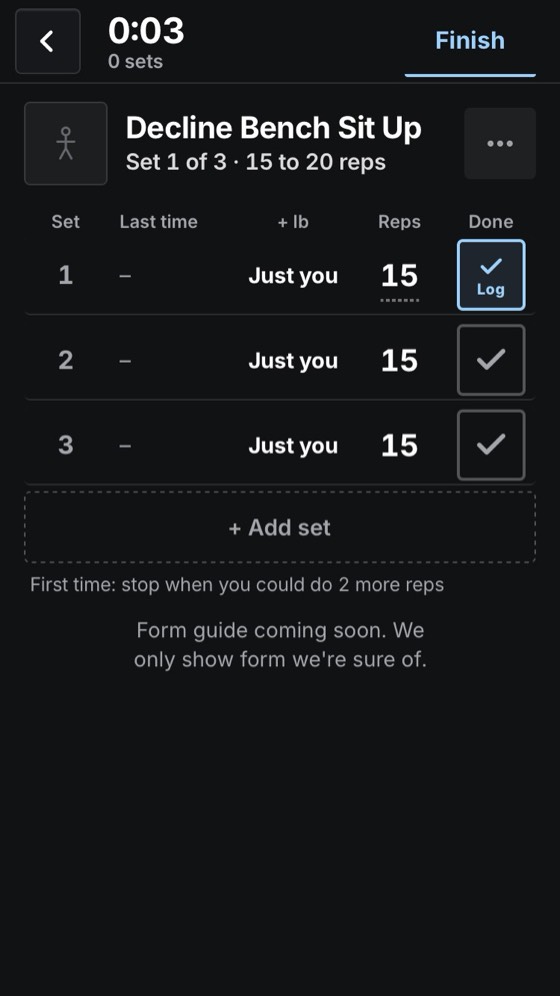 0:03
0 sets
Finish
Decline Bench Sit Up
Set 1 of 3 · 15 to 20 reps
Set Last time + lb Reps Done
1 – Just you 15 Log
2 – Just you 15
3 – Just you 15
+ Add set
First time: stop when you could do 2 more reps
Form guide coming soon. We
only show form we're sure of.